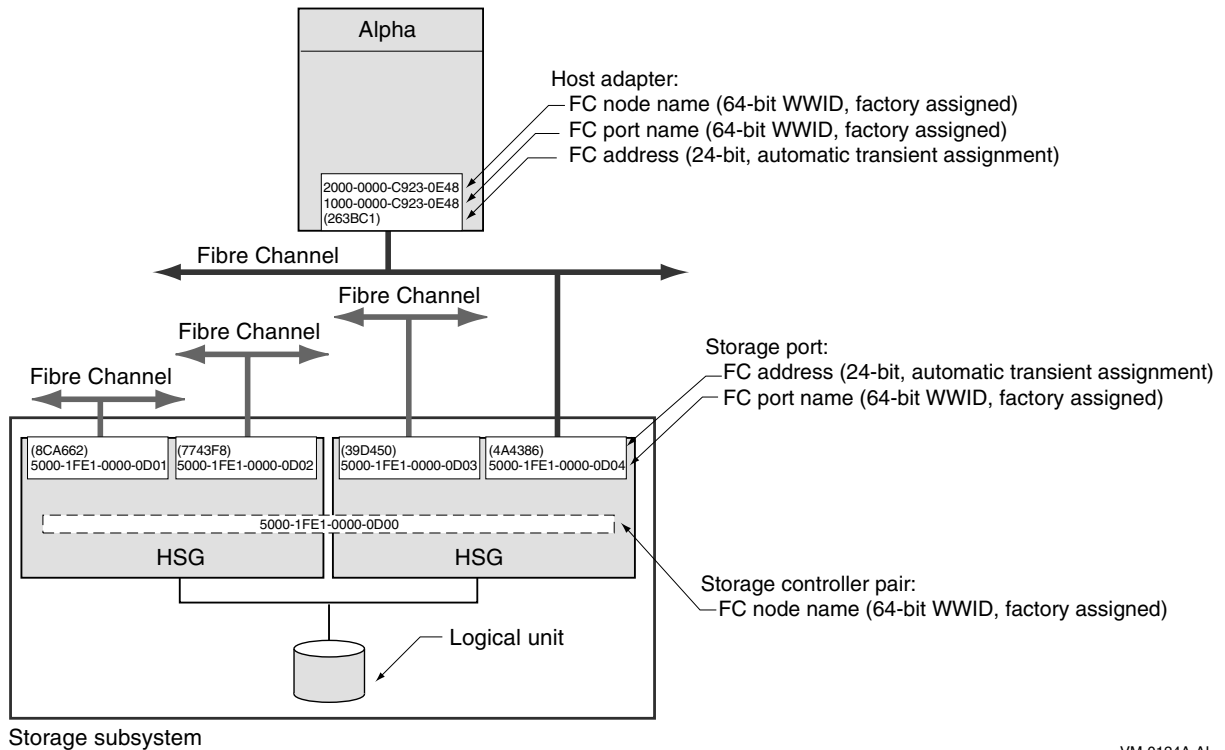 Alpha
Host adapter:
FC node name (64-bit WWID, factory assigned)
FC port name (64-bit WWID, factory assigned)
FC address (24-bit, automatic transient assignment)
2000-0000-C923-0E48
1000-0000-C923-0E48
(263BC1)
Fibre Channel
Fibre Channel
Fibre Channel
Fibre Channel
Storage port:
FC address (24-bit, automatic transient assignment)
FC port name (64-bit WWID, factory assigned)
(8CA662)
5000-1FE1-0000-0D01
(7743F8)
5000-1FE1-0000-0D02
(39D450)
5000-1FE1-0000-0D03
(4A4386)
5000-1FE1-0000-0D04
5000-1FE1-0000-0D00
HSG
HSG
Storage controller pair:
FC node name (64-bit WWID, factory assigned)
Logical unit
Storage subsystem